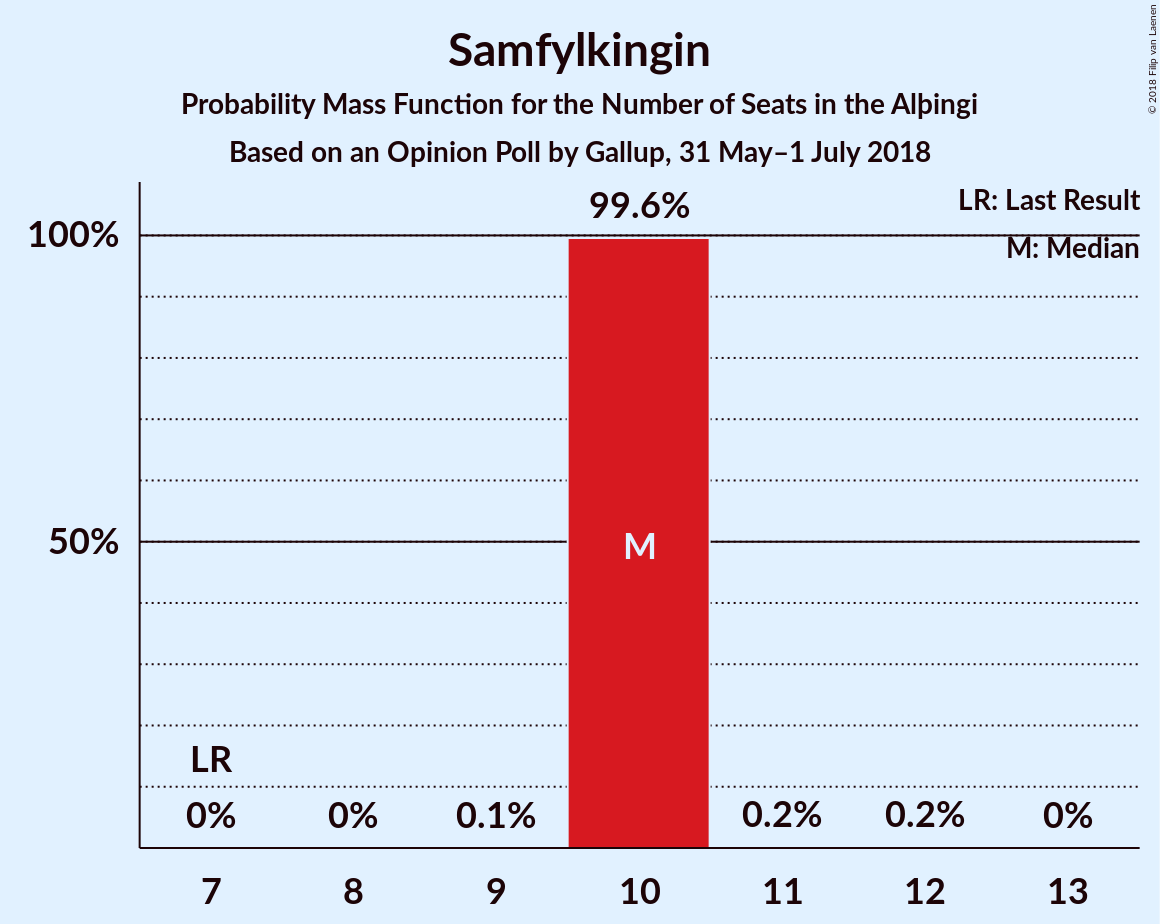 Samfylkingin
Probability Mass Function for the Number of Seats in the Alþingi
Based on an Opinion Poll by Gallup, 31 May–1 July 2018
© 2018 Filip van Laenen
LR: Last Result
M: Median
99.6%
100%
50%
M
LR
0%
0%
0.1%
0.2%
0.2%
0%
7
8
9
10
11
12
13